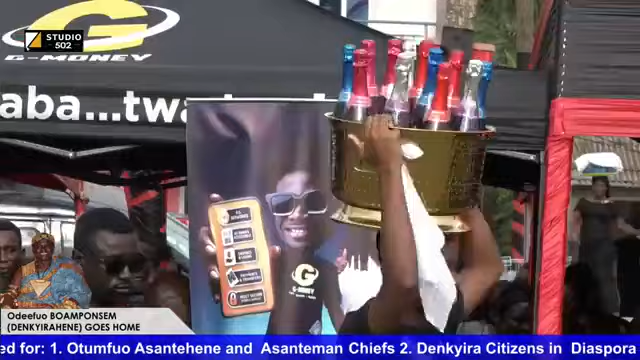 STUDIO
502
G-MONEY
aba...twa
G-MONEY
Odeefuo BOAMPONSEM
(DENKYIRAHENE) GOES HOME
ed for: 1. Otumfuo Asantehene and Asanteman Chiefs 2. Denkyira Citizens in Diaspora